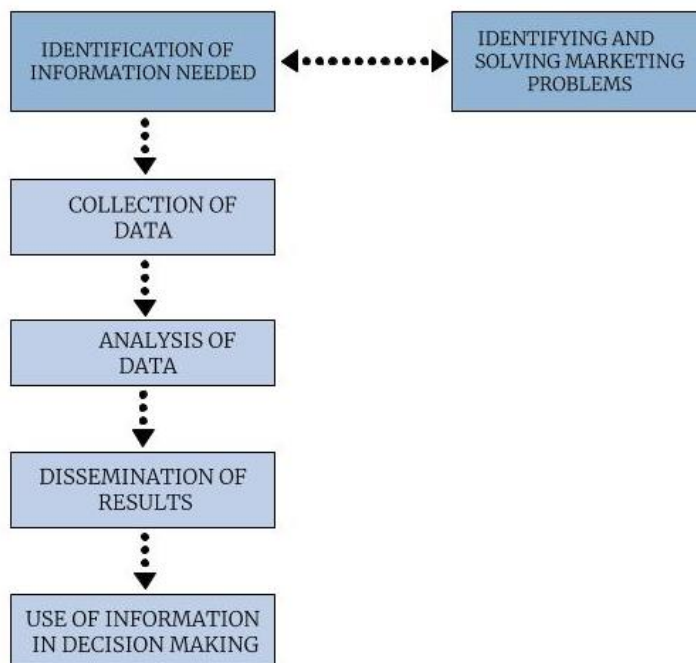 IDENTIFICATION OF
INFORMATION NEEDED
IDENTIFYING AND
SOLVING MARKETING
PROBLEMS
COLLECTION OF
DATA
ANALYSIS OF
DATA
DISSEMINATION OF
RESULTS
USE OF INFORMATION
IN DECISION MAKING